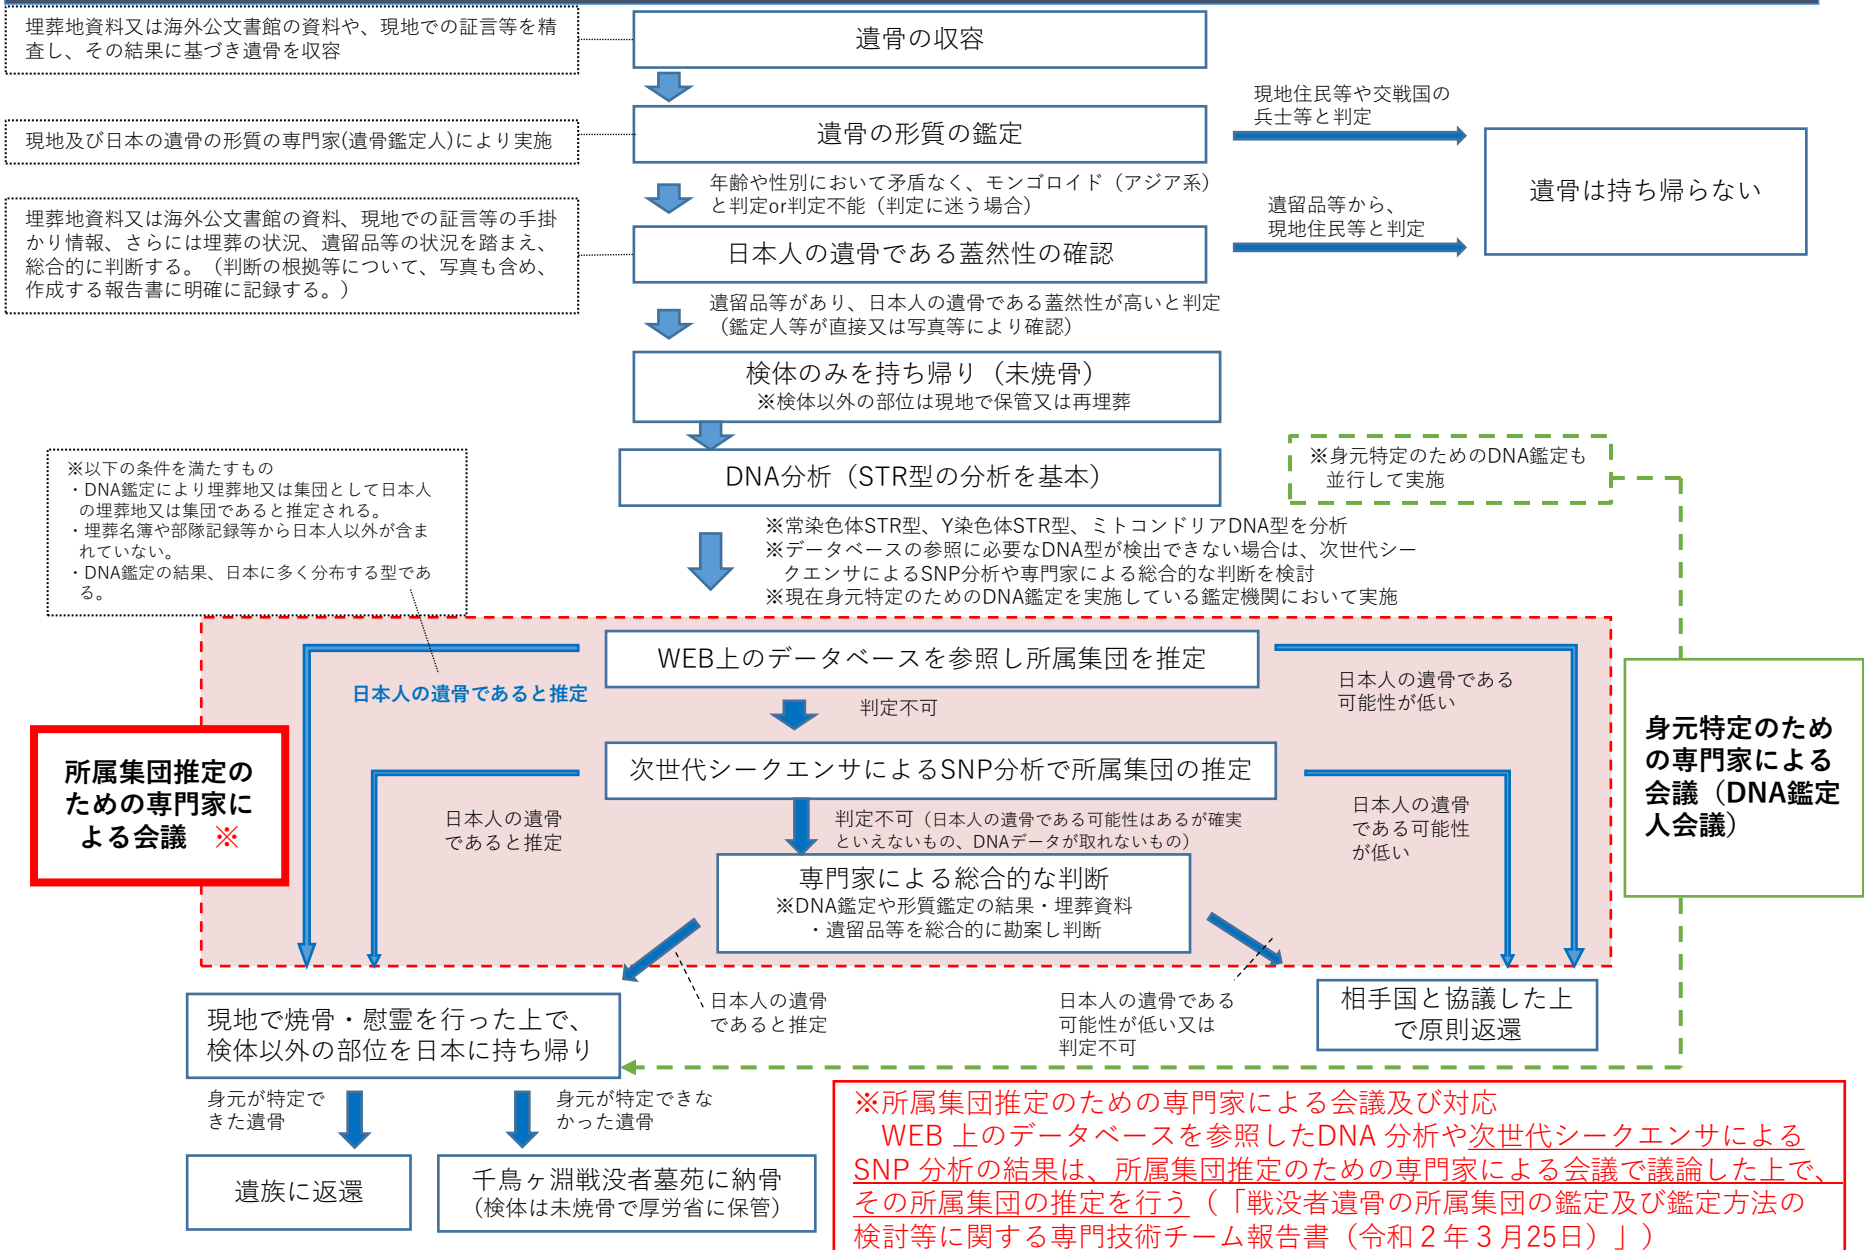 埋葬地資料又は海外公文書館の資料や、現地での証言等を精
査し、その結果に基づき遺骨を収容
遺骨の収容
現地及び日本の遺骨の形質の専門家(遺骨鑑定人)により実施
遺骨の形質の鑑定
現地住民等や交戦国の
兵士等と判定
遺骨は持ち帰らない
年齢や性別において矛盾なく、モンゴロイド（アジア系）
と判定or判定不能（判定に迷う場合）
埋葬地資料又は海外公文書館の資料、現地での証言等の手掛
かり情報、さらには埋葬の状況、遺留品等の状況を踏まえ、
総合的に判断する。（判断の根拠等について、写真も含め、
作成する報告書に明確に記録する。）
日本人の遺骨である蓋然性の確認
遺留品等から、
現地住民等と判定
遺留品等があり、日本人の遺骨である蓋然性が高いと判定
（鑑定人等が直接又は写真等により確認）
検体のみを持ち帰り（未焼骨）
※検体以外の部位は現地で保管又は再埋葬
DNA分析（STR型の分析を基本）
※身元特定のためのDNA鑑定も
並行して実施
※以下の条件を満たすもの
・DNA鑑定により埋葬地又は集団として日本人
の埋葬地又は集団であると推定される。
・埋葬名簿や部隊記録等から日本人以外が含ま
れていない。
・DNA鑑定の結果、日本に多く分布する型であ
る。
※常染色体STR型、Y染色体STR型、ミトコンドリアDNA型を分析
※データベースの参照に必要なDNA型が検出できない場合は、次世代シー
クエンサによるSNP分析や専門家による総合的な判断を検討
※現在身元特定のためのDNA鑑定を実施している鑑定機関において実施
WEB上のデータベースを参照し所属集団を推定
日本人の遺骨であると推定
判定不可
日本人の遺骨である
可能性が低い
所属集団推定の
ための専門家に
よる会議　※
次世代シークエンサによるSNP分析で所属集団の推定
身元特定のため
の専門家による
会議（DNA鑑定
人会議）
日本人の遺骨
であると推定
判定不可（日本人の遺骨である可能性はあるが確実
といえないもの、DNAデータが取れないもの）
日本人の遺骨
である可能性
が低い
専門家による総合的な判断
※DNA鑑定や形質鑑定の結果・埋葬資料
・遺留品等を総合的に勘案し判断
日本人の遺骨
であると推定
日本人の遺骨である
可能性が低い又は
判定不可
現地で焼骨・慰霊を行った上で、
検体以外の部位を日本に持ち帰り
相手国と協議した上
で原則返還
身元が特定で
きた遺骨
身元が特定できな
かった遺骨
遺族に返還
千鳥ヶ淵戦没者墓苑に納骨
（検体は未焼骨で厚労省に保管）
※所属集団推定のための専門家による会議及び対応
WEB 上のデータベースを参照したDNA 分析や次世代シークエンサによる
SNP 分析の結果は、所属集団推定のための専門家による会議で議論した上で、
その所属集団の推定を行う（「戦没者遺骨の所属集団の鑑定及び鑑定方法の
検討等に関する専門技術チーム報告書（令和２年３月25日）」）